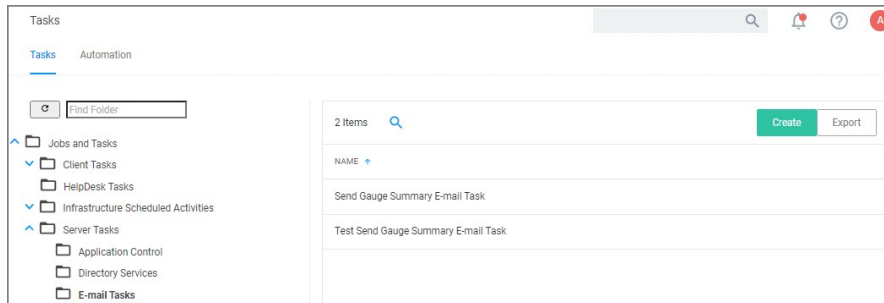 Tasks
A
Tasks Automation
Find Folder
Jobs and Tasks
Client Tasks
HelpDesk Tasks
Infrastructure Scheduled Activities
Server Tasks
Application Control
Directory Services
E-mail Tasks
2 Items
Create Export
NAME
Send Gauge Summary E-mail Task
Test Send Gauge Summary E-mail Task